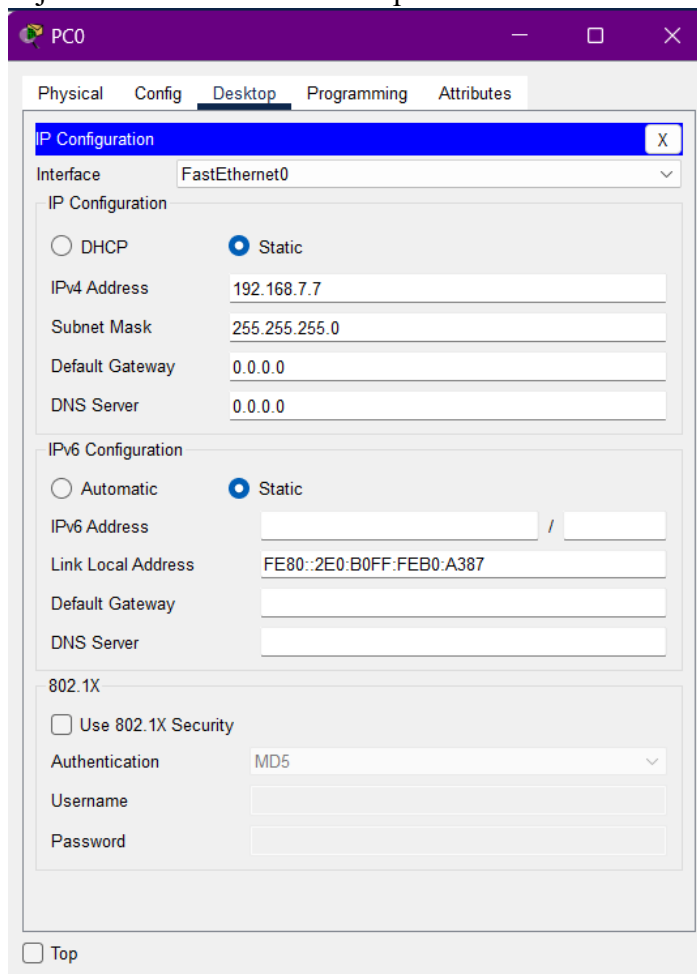 PC0
Physical Config Desktop Programming Attributes
IP Configuration X
Interface FastEthernet0
IP Configuration
DHCP Static
IPv4 Address 192.168.7.7
Subnet Mask 255.255.255.0
Default Gateway 0.0.0.0
DNS Server 0.0.0.0
IPv6 Configuration
Automatic Static
IPv6 Address /
Link Local Address FE80::2E0:B0FF:FEB0:A387
Default Gateway
DNS Server
802.1X
Use 802.1X Security
Authentication MD5
Username
Password
Top